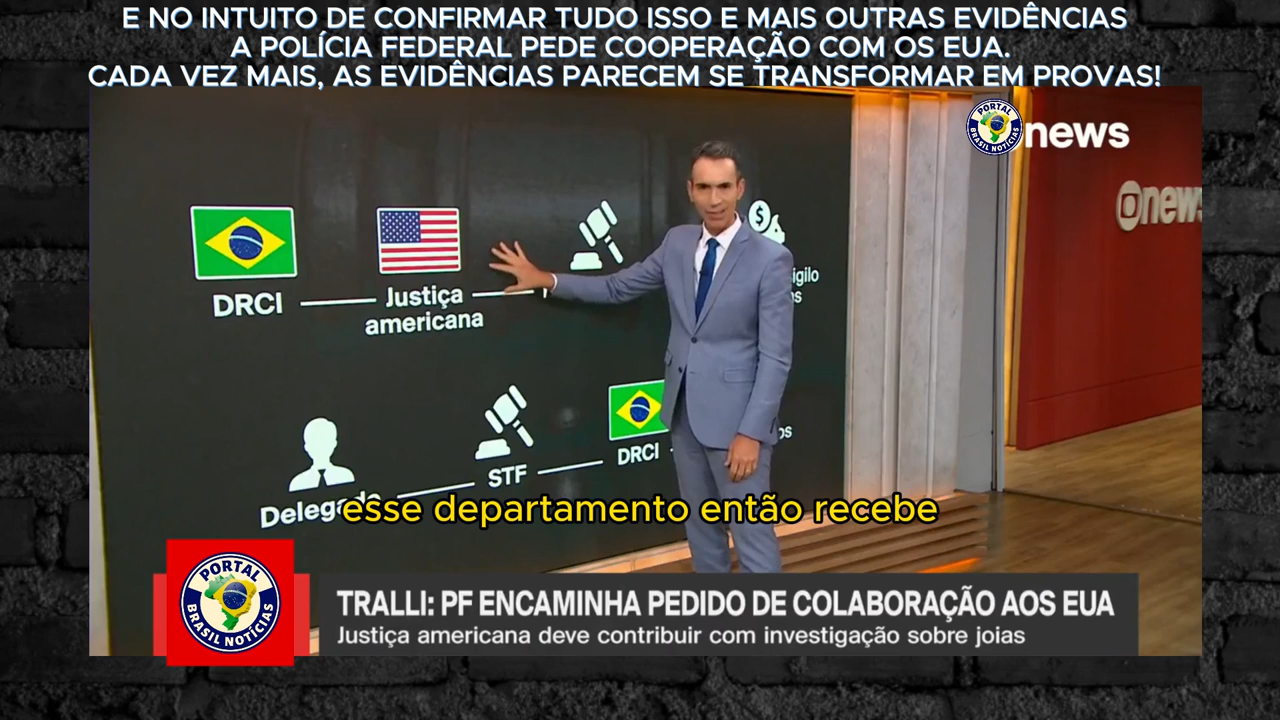 E NO INTUITO DE CONFIRMAR TUDO ISSO E MAIS OUTRAS EVIDÊNCIAS
A POLÍCIA FEDERAL PEDE COOPERAÇÃO COM OS EUA.
CADA VEZ MAIS, AS EVIDÊNCIAS PARECEM SE TRANSFORMAR EM PROVAS!
PORTAL
BRASIL NOTÍCIAS
news
news
DRCI
Justiça
americana
$
STF
DRCI
esse departamento então recebe
PORTAL
BRASIL NOTÍCIAS
TRALLI: PF ENCAMINHA PEDIDO DE COLABORAÇÃO AOS EUA
Justiça americana deve contribuir com investigação sobre joias